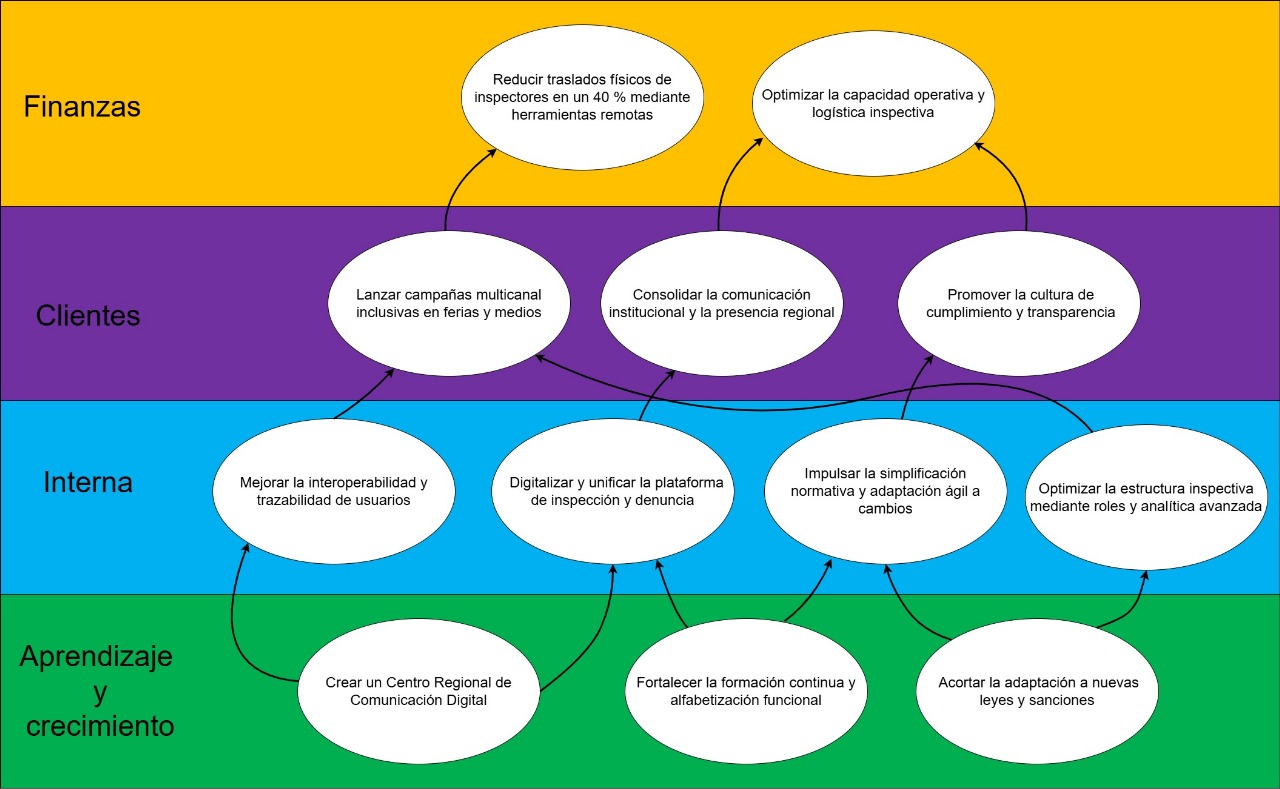 Finanzas
Reducir traslados físicos de
inspectores en un 40 % mediante
herramientas remotas
Optimizar la capacidad operativa y
logística inspectiva
Clientes
Lanzar campañas multicanal
inclusivas en ferias y medios
Consolidar la comunicación
institucional y la presencia regional
Promover la cultura de
cumplimiento y transparencia
Interna
Mejorar la interoperabilidad y
trazabilidad de usuarios
Digitalizar y unificar la plataforma
de inspección y denuncia
Impulsar la simplificación
normativa y adaptación ágil a
cambios
Optimizar la estructura inspectiva
mediante roles y analítica avanzada
Aprendizaje
y
crecimiento
Crear un Centro Regional de
Comunicación Digital
Fortalecer la formación continua y
alfabetización funcional
Acortar la adaptación a nuevas
leyes y sanciones